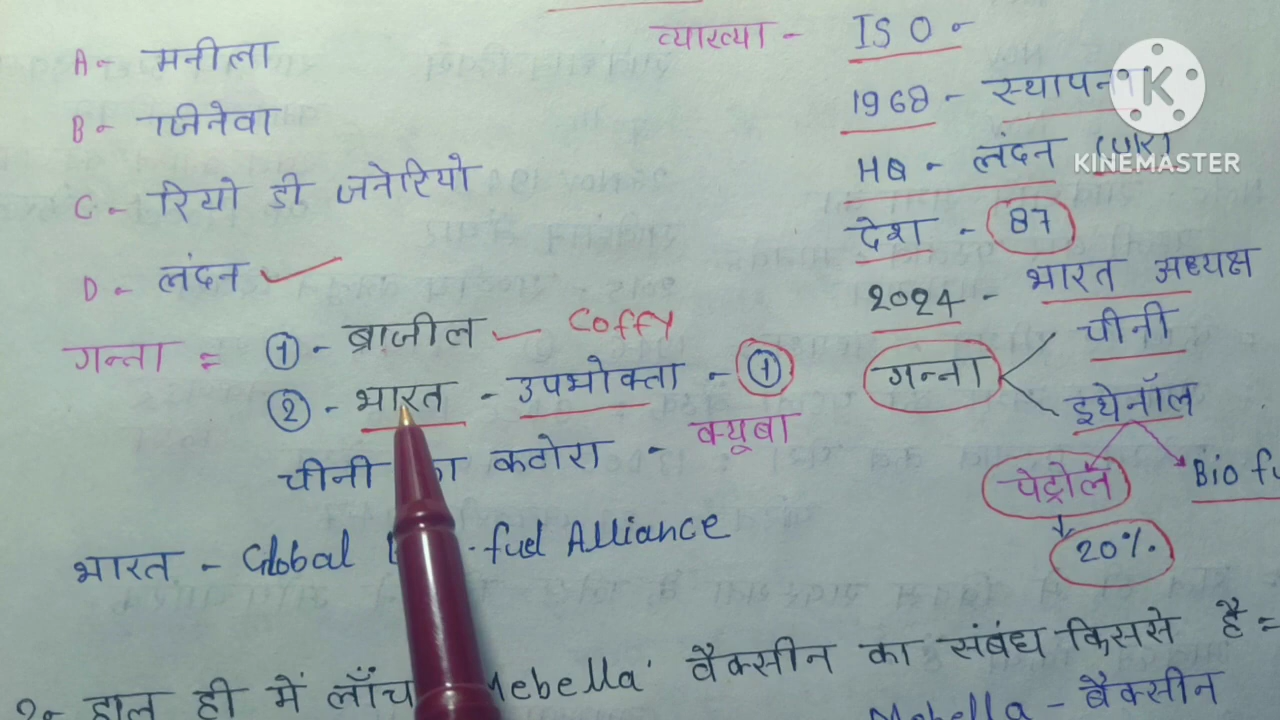 A- मनीला
B- जिनेवा
C- रियो डी जनेरियो
D- लंदन
व्याख्या - ISO -
1968 - स्थापना
HQ - लंदन (UK)
देश - 87
2024 - भारत अध्यक्ष
गन्ना
चीनी
इथेनॉल
पेट्रोल
20%.
Bio fu
गन्ना = ① - ब्राजील - Coffy
② - भारत - उपभोक्ता - ①
चीनी का कटोरा - क्यूबा
भारत - Global fuel Alliance
हाल ही में लाँच Mebella' वैक्सीन का संबंध किससे है =
Mebella - वैक्सीन
K
KINEMASTER